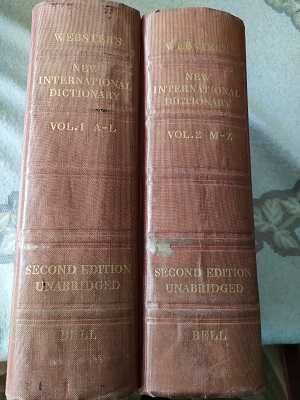 WEBSTER'S
NEW
INTERNATIONAL
DICTIONARY
VOL.1 A-L
SECOND EDITION
UNABRIDGED
BELL
WEBSTER'S
NEW
INTERNATIONAL
DICTIONARY
VOL.2 M-Z
SECOND EDITION
UNABRIDGED
BELL